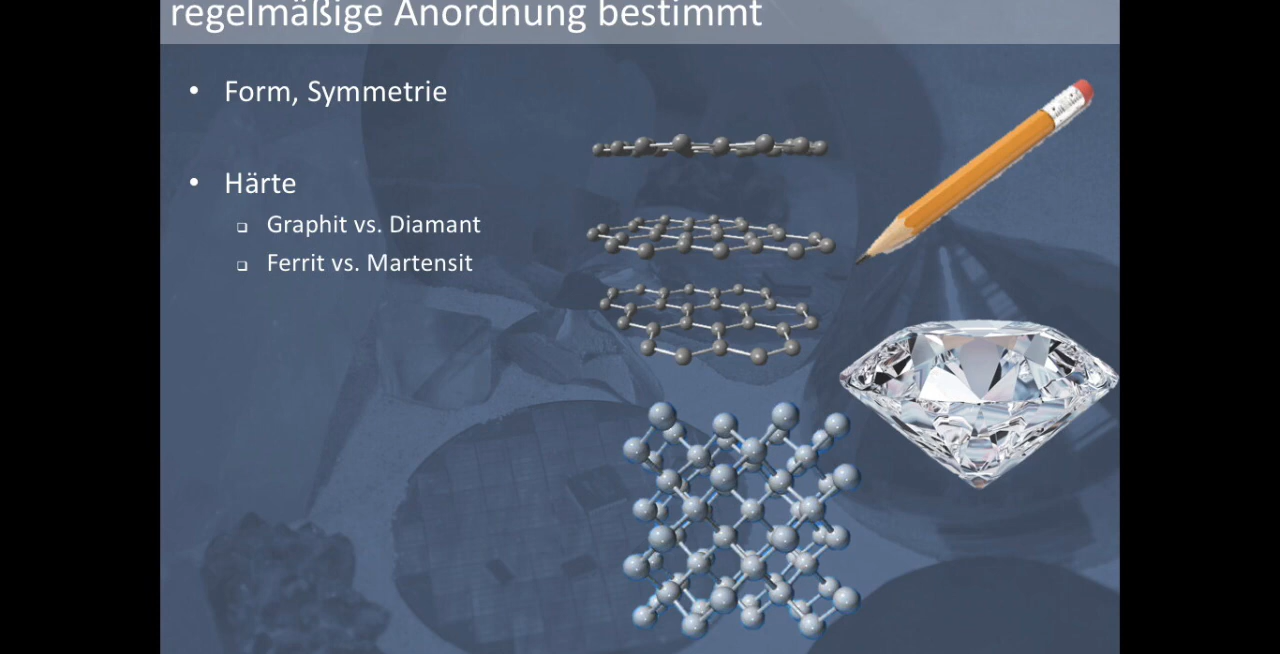 regelmäßige Anordnung bestimmt
• Form, Symmetrie
• Härte
❑ Graphit vs. Diamant
❑ Ferrit vs. Martensit